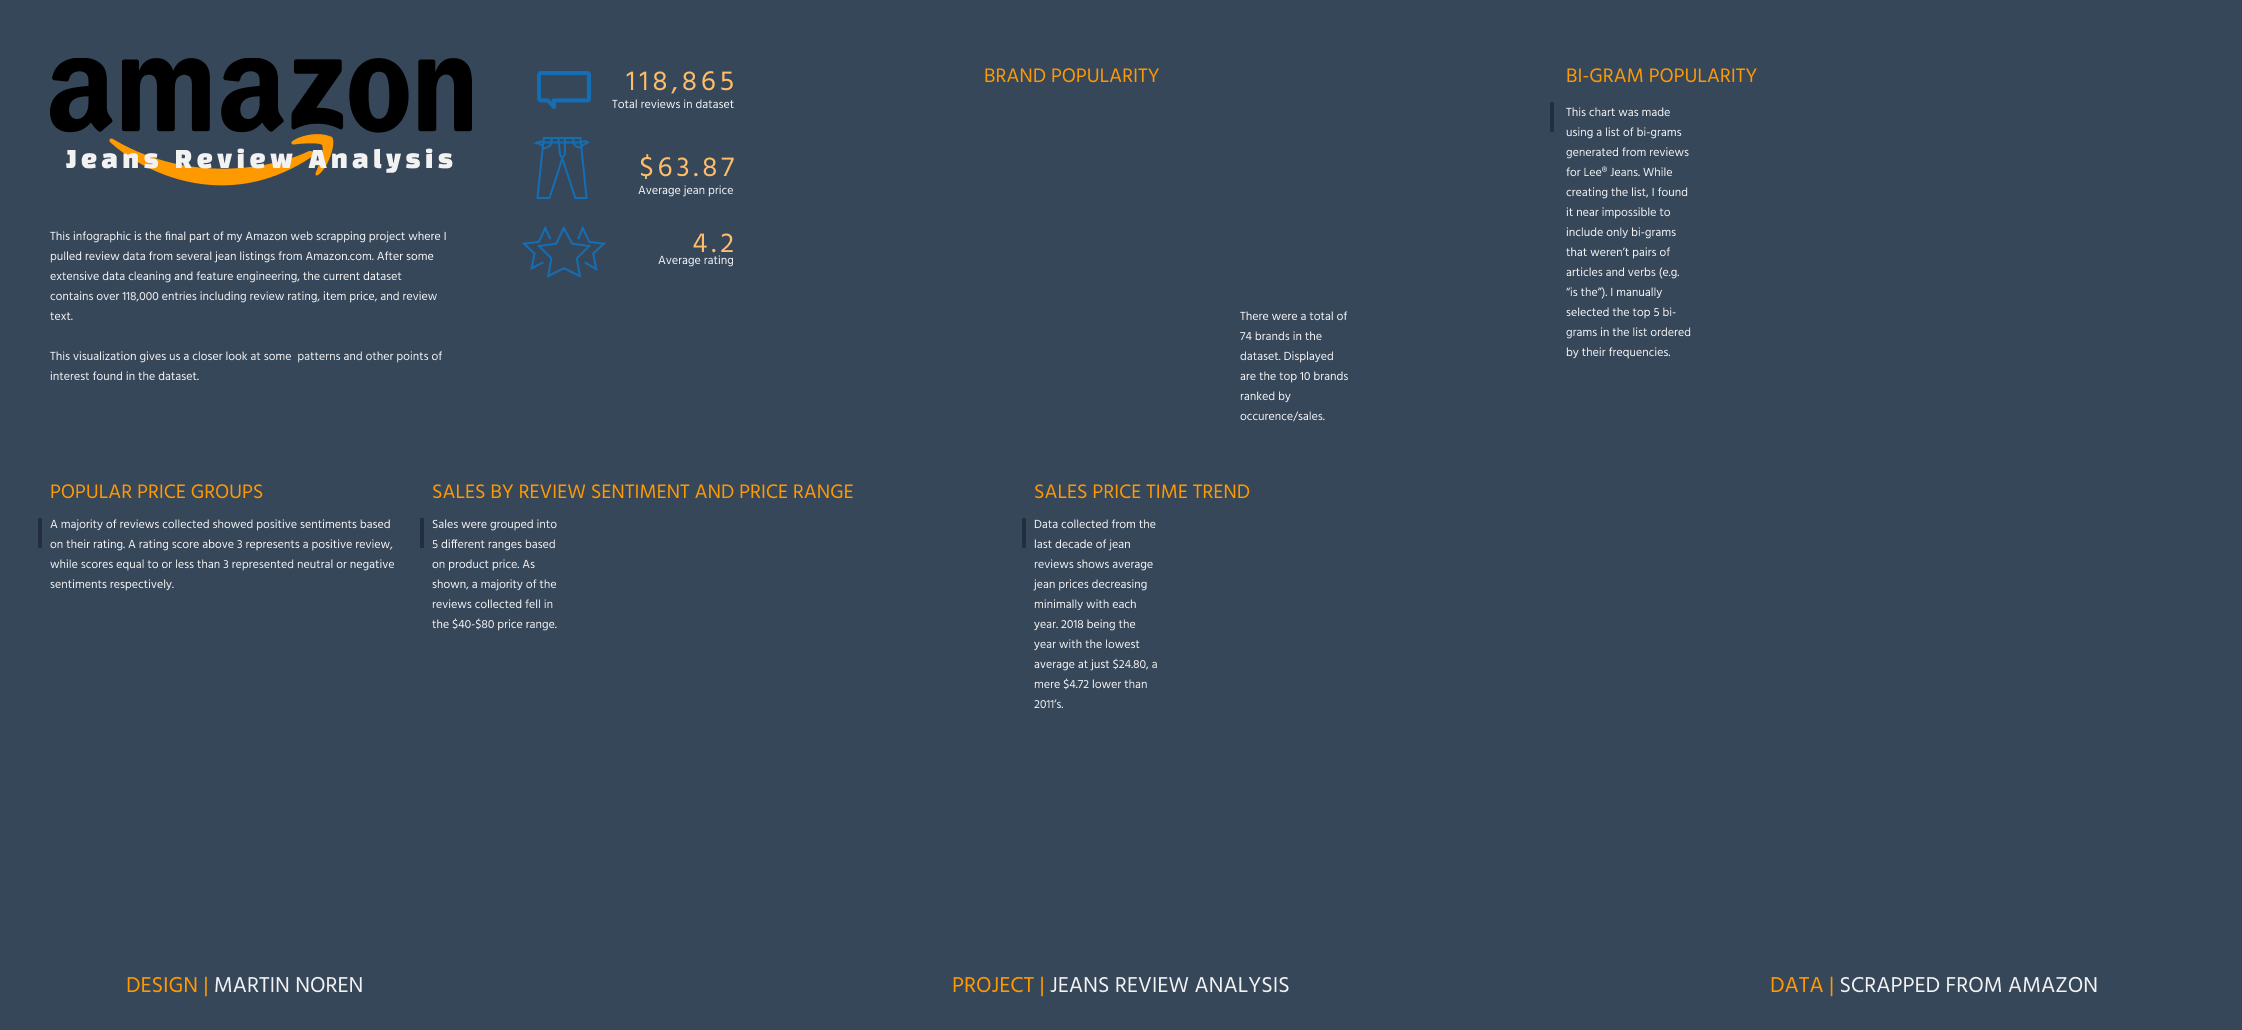 amazon
Jeans Review Analysis
This infographic is the final part of my Amazon web scrapping project where I
pulled review data from several jean listings from Amazon.com. After some
extensive data cleaning and feature engineering, the current dataset
contains over 118,000 entries including review rating, item price, and review
text.
This visualization gives us a closer look at some  patterns and other points of
interest found in the dataset.
118,865
Total reviews in dataset
$63.87
Average jean price
4.2
Average rating
BRAND POPULARITY
There were a total of
74 brands in the
dataset. Displayed
are the top 10 brands
ranked by
occurence/sales.
BI-GRAM POPULARITY
This chart was made
using a list of bi-grams
generated from reviews
for Lee® Jeans. While
creating the list, I found
it near impossible to
include only bi-grams
that weren't pairs of
articles and verbs (e.g.
"is the"). I manually
selected the top 5 bi-
grams in the list ordered
by their frequencies.
POPULAR PRICE GROUPS
A majority of reviews collected showed positive sentiments based
on their rating. A rating score above 3 represents a positive review,
while scores equal to or less than 3 represented neutral or negative
sentiments respectively.
SALES BY REVIEW SENTIMENT AND PRICE RANGE
Sales were grouped into
5 different ranges based
on product price. As
shown, a majority of the
reviews collected fell in
the $40-$80 price range.
SALES PRICE TIME TREND
Data collected from the
last decade of jean
reviews shows average
jean prices decreasing
minimally with each
year. 2018 being the
year with the lowest
average at just $24.80, a
mere $4.72 lower than
2011's.
DESIGN | MARTIN NOREN
PROJECT | JEANS REVIEW ANALYSIS
DATA | SCRAPPED FROM AMAZON